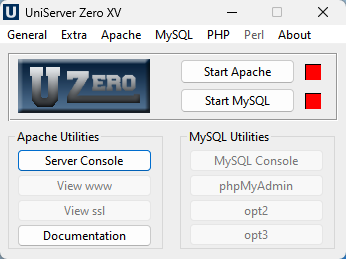 UniServer Zero XV
General Extra Apache MySQL PHP Perl About
U ZERO
Start Apache
Start MySQL
Apache Utilities
Server Console
View www
View ssl
Documentation
MySQL Utilities
MySQL Console
phpMyAdmin
opt2
opt3